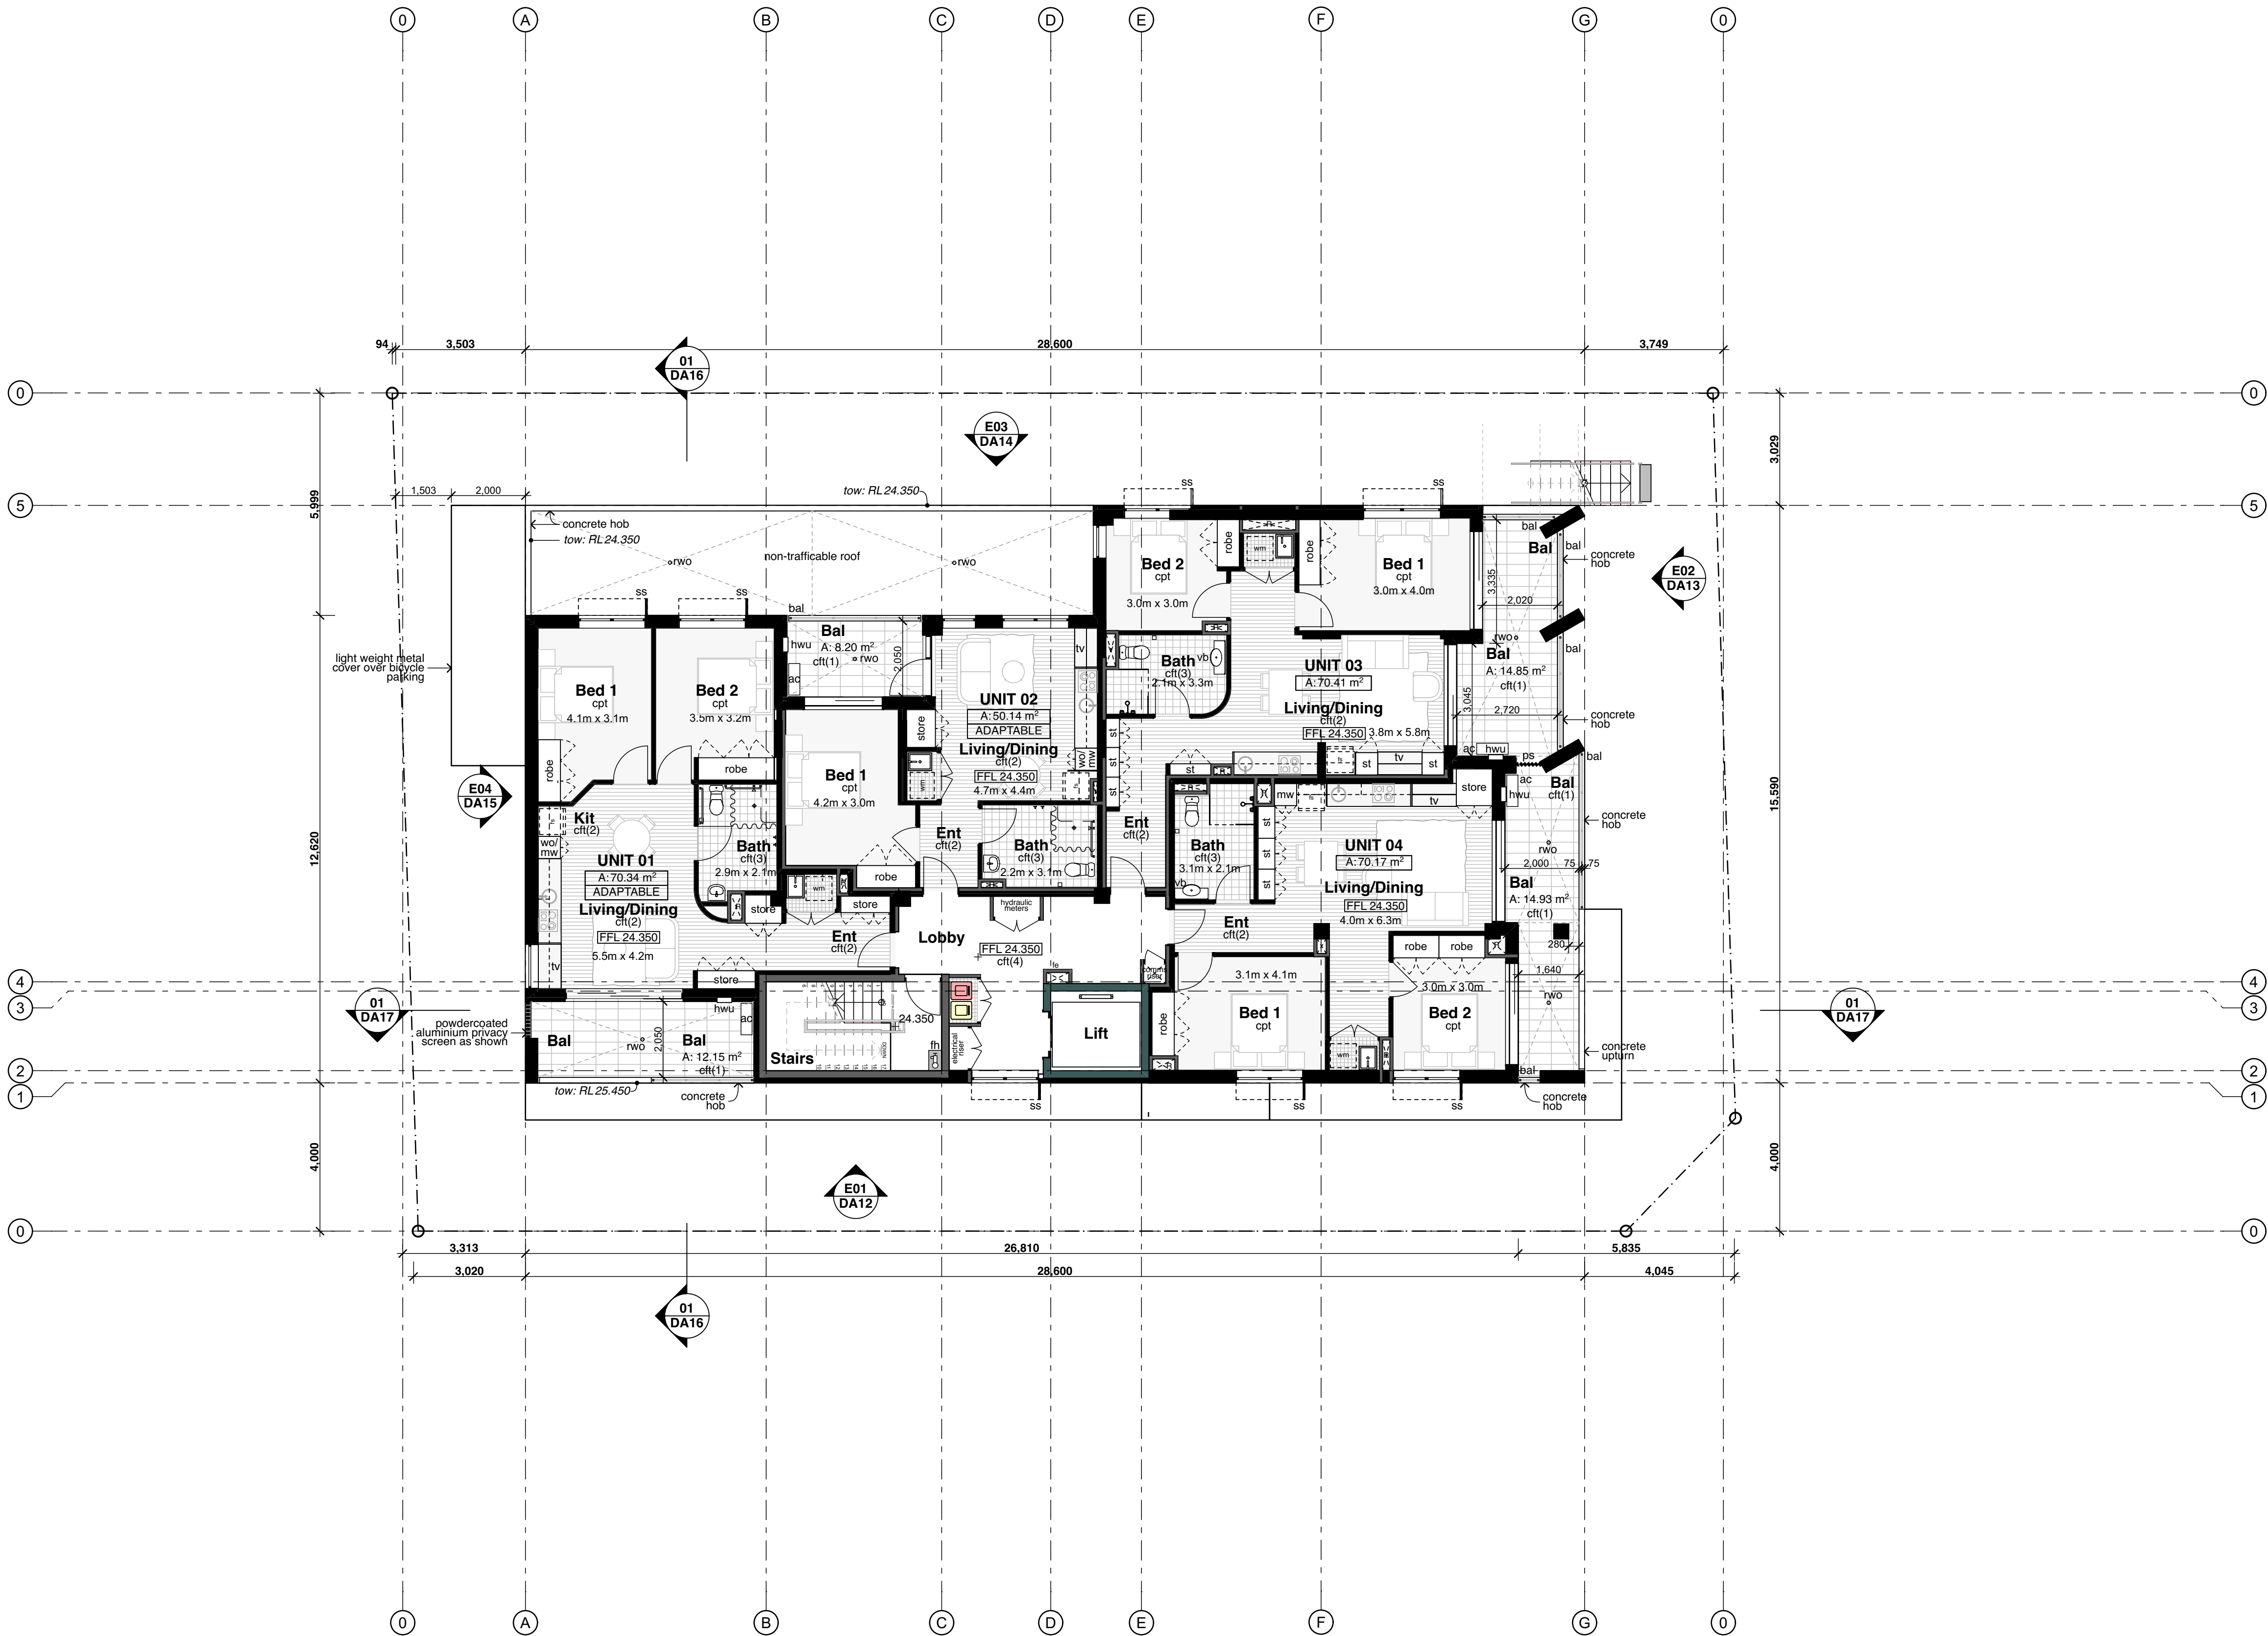 0 A B C D E F G 0
94 3,503 28,600 3,749
01
DA16
0 0
E03
DA14
3,029
5,999
1,503 2,000
tow: RL 24.350
ss ss
5 5
concrete hob
tow: RL 24.350
non-trafficable roof
rwo rwo
ss ss
bal
Bed 2
cpt
3.0m x 3.0m
robe
wm
robe
Bed 1
cpt
3.0m x 4.0m
bal
Bal
bal
concrete
hob
3,335
2,020
rwo
bal
E02
DA13
light weight metal
cover over bicycle
parking
Bed 1
cpt
4.1m x 3.1m
robe
Bed 2
cpt
3.5m x 3.2m
robe
Bal
A: 8.20 m²
cft(1)
rwo
hwu
ac
2,050
UNIT 02
A: 50.14 m²
ADAPTABLE
Living/Dining
cft(2)
FFL 24.350
4.7m x 4.4m
tv
store
wm
wo/
mw
fs
Bath
cft(3)
2.1m x 3.3m
vb
UNIT 03
A: 70.41 m²
Living/Dining
cft(2)
FFL 24.350
3.8m x 5.8m
Bal
A: 14.85 m²
cft(1)
3,045
2,720
concrete
hob
ac hwu
ps
bal
st
st
st
st
st tv st
E04
DA15
Bed 1
cpt
4.2m x 3.0m
robe
Kit
cft(2)
wo/
mw
UNIT 01
A: 70.34 m²
ADAPTABLE
Living/Dining
cft(2)
FFL 24.350
5.5m x 4.2m
tv
Bath
cft(3)
2.9m x 2.1m
store
wm
store
store
Ent
cft(2)
Ent
cft(2)
Bath
cft(3)
2.2m x 3.1m
Ent
cft(2)
Bath
cft(3)
3.1m x 2.1m
vb
mw
fs
tv
store
st
st
st
UNIT 04
A: 70.17 m²
Living/Dining
cft(2)
FFL 24.350
4.0m x 6.3m
ac
hwu
Bal
cft(1)
concrete
hob
rwo
2,000 75 75
Bal
A: 14.93 m²
cft(1)
280
1,640
rwo
12,620
15,590
hydraulic
meters
Lobby
FFL 24.350
cft(4)
fe
comms
riser
Ent
cft(2)
robe robe
4 4
3 3
3.1m x 4.1m
Bed 1
cpt
robe
3.0m x 3.0m
Bed 2
cpt
wm
01
DA17
01
DA17
powdercoated
aluminium privacy
screen as shown
Bal
rwo
2,050
hwu
ac
Bal
A: 12.15 m²
cft(1)
Stairs
24.350
DOWN
fh
electrical
riser
Lift
concrete
upturn
2 2
1 1
tow: RL 25.450
concrete
hob
ss
ss
ss
bal
concrete
hob
4,000
4,000
E01
DA12
0 0
3,313 26,810 5,835
3,020 28,600 4,045
01
DA16
0 A B C D E F G 0